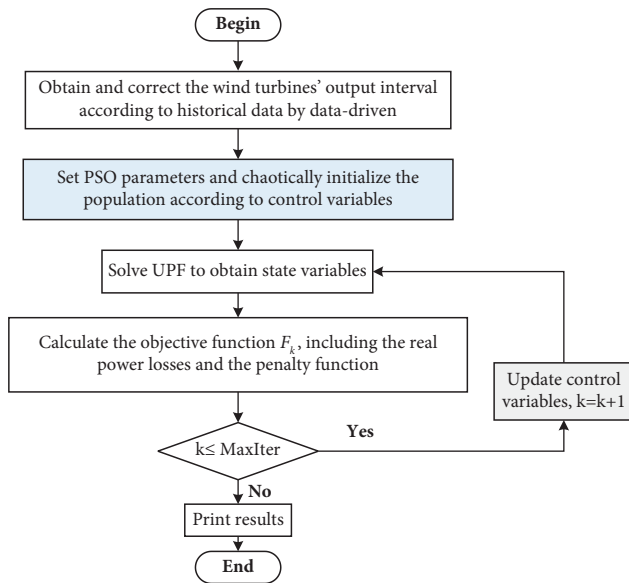 Begin
Obtain and correct the wind turbines' output interval
according to historical data by data-driven
Set PSO parameters and chaotically initialize the
population according to control variables
Solve UPF to obtain state variables
Calculate the objective function Fₖ, including the real
power losses and the penalty function
Update control
variables, k=k+1
k≤ MaxIter
Yes
No
Print results
End